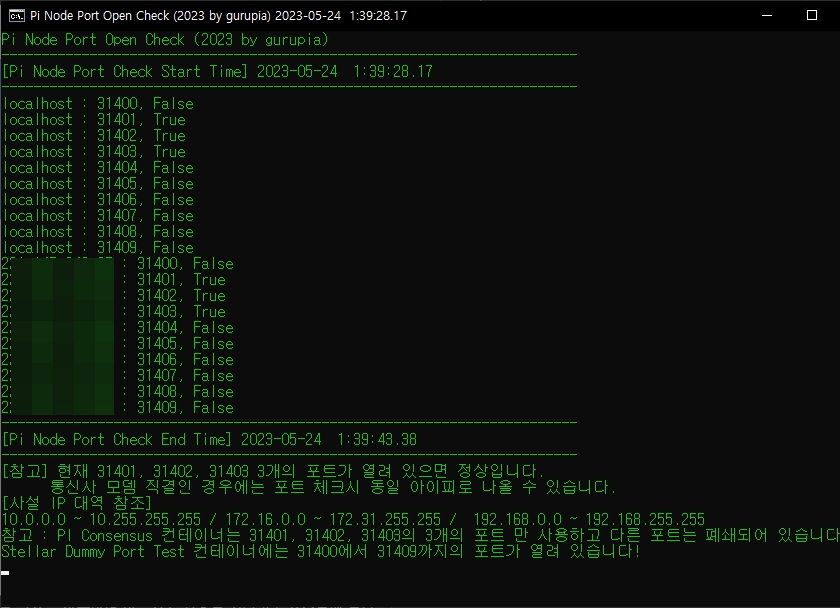 Pi Node Port Open Check (2023 by gurupia) 2023-05-24  1:39:28.17
Pi Node Port Open Check (2023 by gurupia)
------------------------------------------------------------------------
[Pi Node Port Check Start Time] 2023-05-24  1:39:28.17
------------------------------------------------------------------------
localhost : 31400, False
localhost : 31401, True
localhost : 31402, True
localhost : 31403, True
localhost : 31404, False
localhost : 31405, False
localhost : 31406, False
localhost : 31407, False
localhost : 31408, False
localhost : 31409, False
: 31400, False
: 31401, True
: 31402, True
: 31403, True
: 31404, False
: 31405, False
: 31406, False
: 31407, False
: 31408, False
: 31409, False
------------------------------------------------------------------------
[Pi Node Port Check End Time] 2023-05-24  1:39:43.38
------------------------------------------------------------------------
[참고] 현재 31401, 31402, 31403 3개의 포트가 열려 있으면 정상입니다.
통신사 모뎀 직결인 경우에는 포트 체크시 동일 아이피로 나올 수 있습니다.
[사설 IP 대역 참조]
10.0.0.0 ~ 10.255.255.255 / 172.16.0.0 ~ 172.31.255.255 /  192.168.0.0 ~ 192.168.255.255
참고 : PI Consensus 컨테이너는 31401, 31402, 31403의 3개의 포트 만 사용하고 다른 포트는 폐쇄되어 있습니다
Stellar Dummy Port Test 컨테이너에는 31400에서 31409까지의 포트가 열려 있습니다!